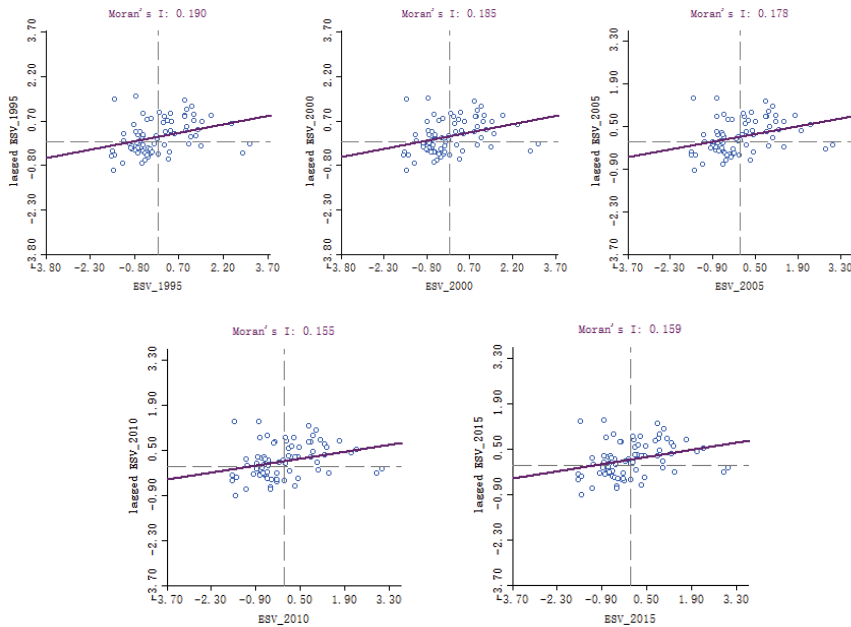 Moran's I: 0.190
lagged ESV_1995
3.70
2.20
0.70
-0.80
-2.30
-3.80
-3.80 -2.30 -0.80 0.70 2.20 3.70
ESV_1995
Moran's I: 0.185
lagged ESV_2000
3.70
2.20
0.70
-0.80
-2.30
-3.80
-3.80 -2.30 -0.80 0.70 2.20 3.70
ESV_2000
Moran's I: 0.178
lagged ESV_2005
3.30
1.90
0.50
-0.90
-2.30
-3.70
-3.70 -2.30 -0.90 0.50 1.90 3.30
ESV_2005
Moran's I: 0.155
lagged ESV_2010
3.30
1.90
0.50
-0.90
-2.30
-3.70
-3.70 -2.30 -0.90 0.50 1.90 3.30
ESV_2010
Moran's I: 0.159
lagged ESV_2015
3.30
1.90
0.50
-0.90
-2.30
-3.70
-3.70 -2.30 -0.90 0.50 1.90 3.30
ESV_2015